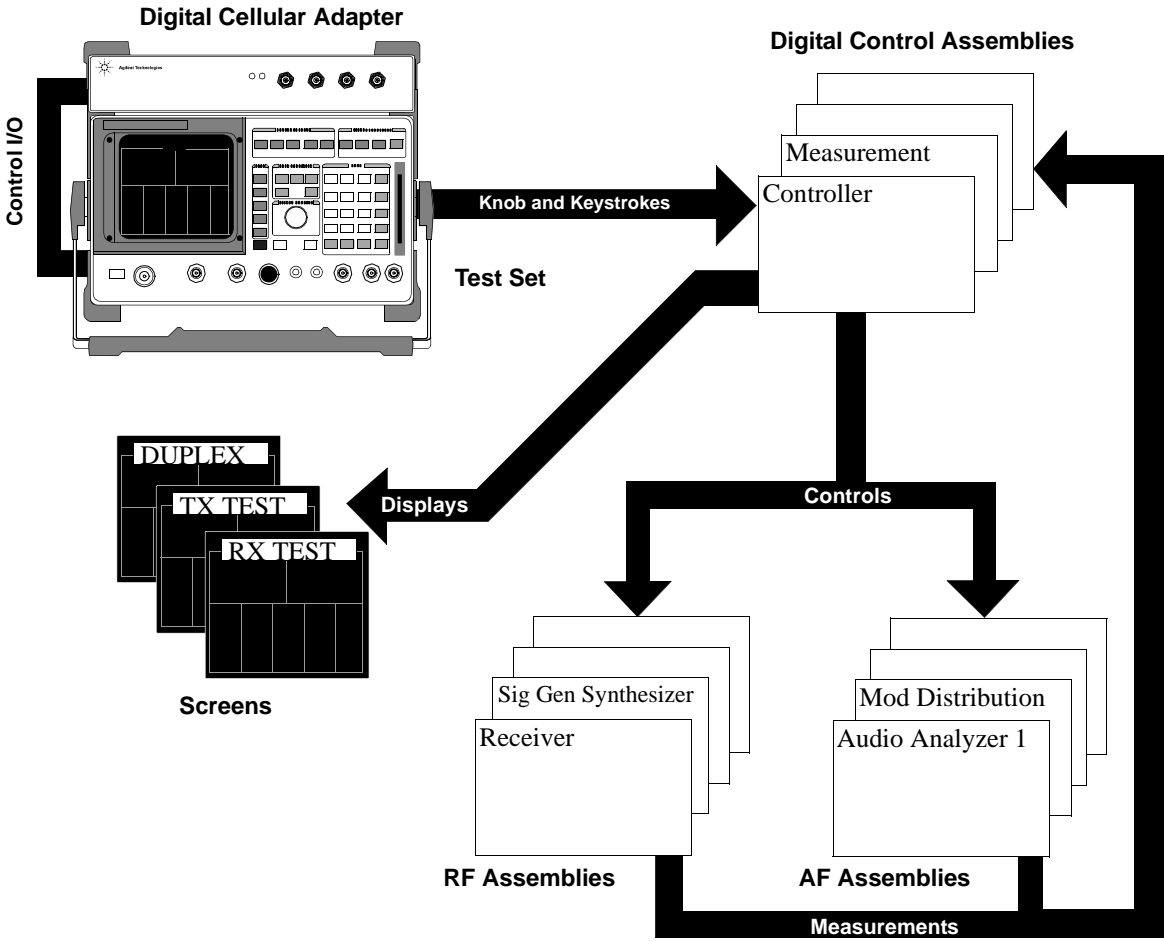 Digital Cellular Adapter
Digital Control Assemblies
Agilent Technologies
Control I/O
Measurement
Controller
Knob and Keystrokes
Test Set
DUPLEX
TX TEST
RX TEST
Displays
Controls
Screens
Sig Gen Synthesizer
Receiver
Mod Distribution
Audio Analyzer 1
RF Assemblies
AF Assemblies
Measurements